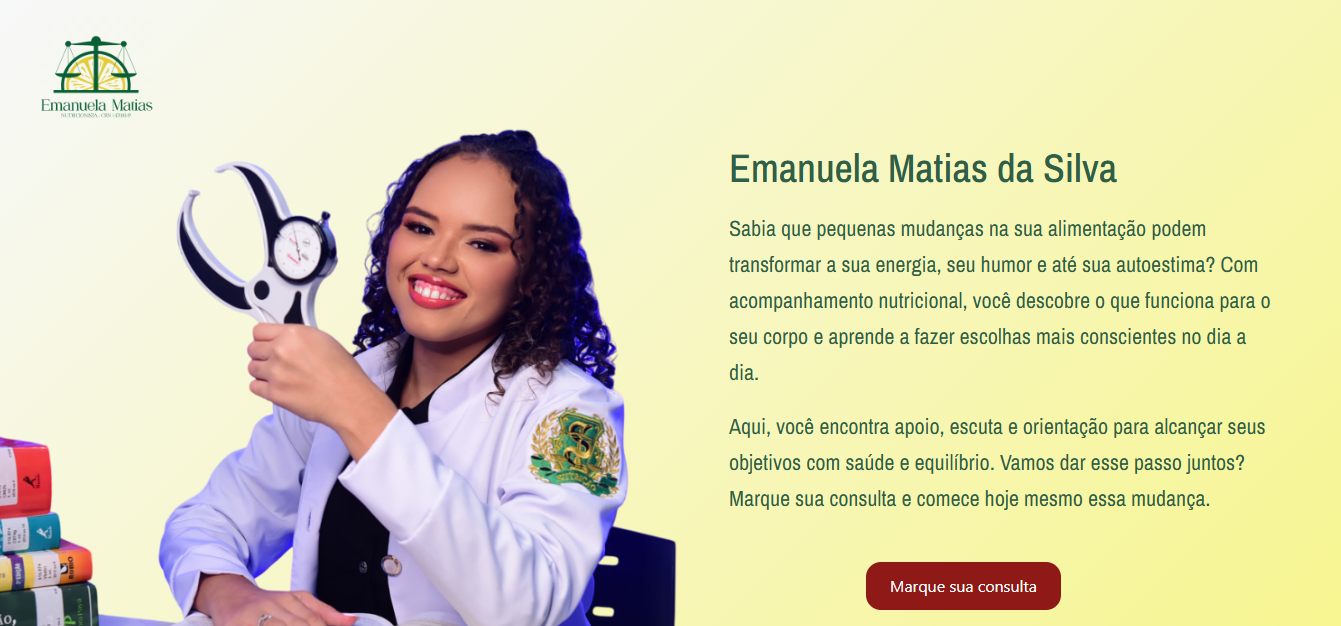 Emanuela Matias
Emanuela Matias da Silva
Sabia que pequenas mudanças na sua alimentação podem
transformar a sua energia, seu humor e até sua autoestima? Com
acompanhamento nutricional, você descobre o que funciona para o
seu corpo e aprende a fazer escolhas mais conscientes no dia a
dia.
Aqui, você encontra apoio, escuta e orientação para alcançar seus
objetivos com saúde e equilíbrio. Vamos dar esse passo juntos?
Marque sua consulta e comece hoje mesmo essa mudança.
NUTRIÇÃO
RUBIO
Marque sua consulta